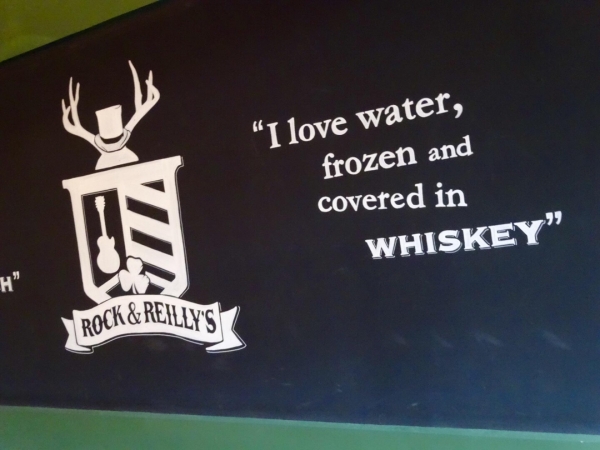 H"
ROCK & REILLY'S
"I love water,
frozen and
covered in
WHISKEY"